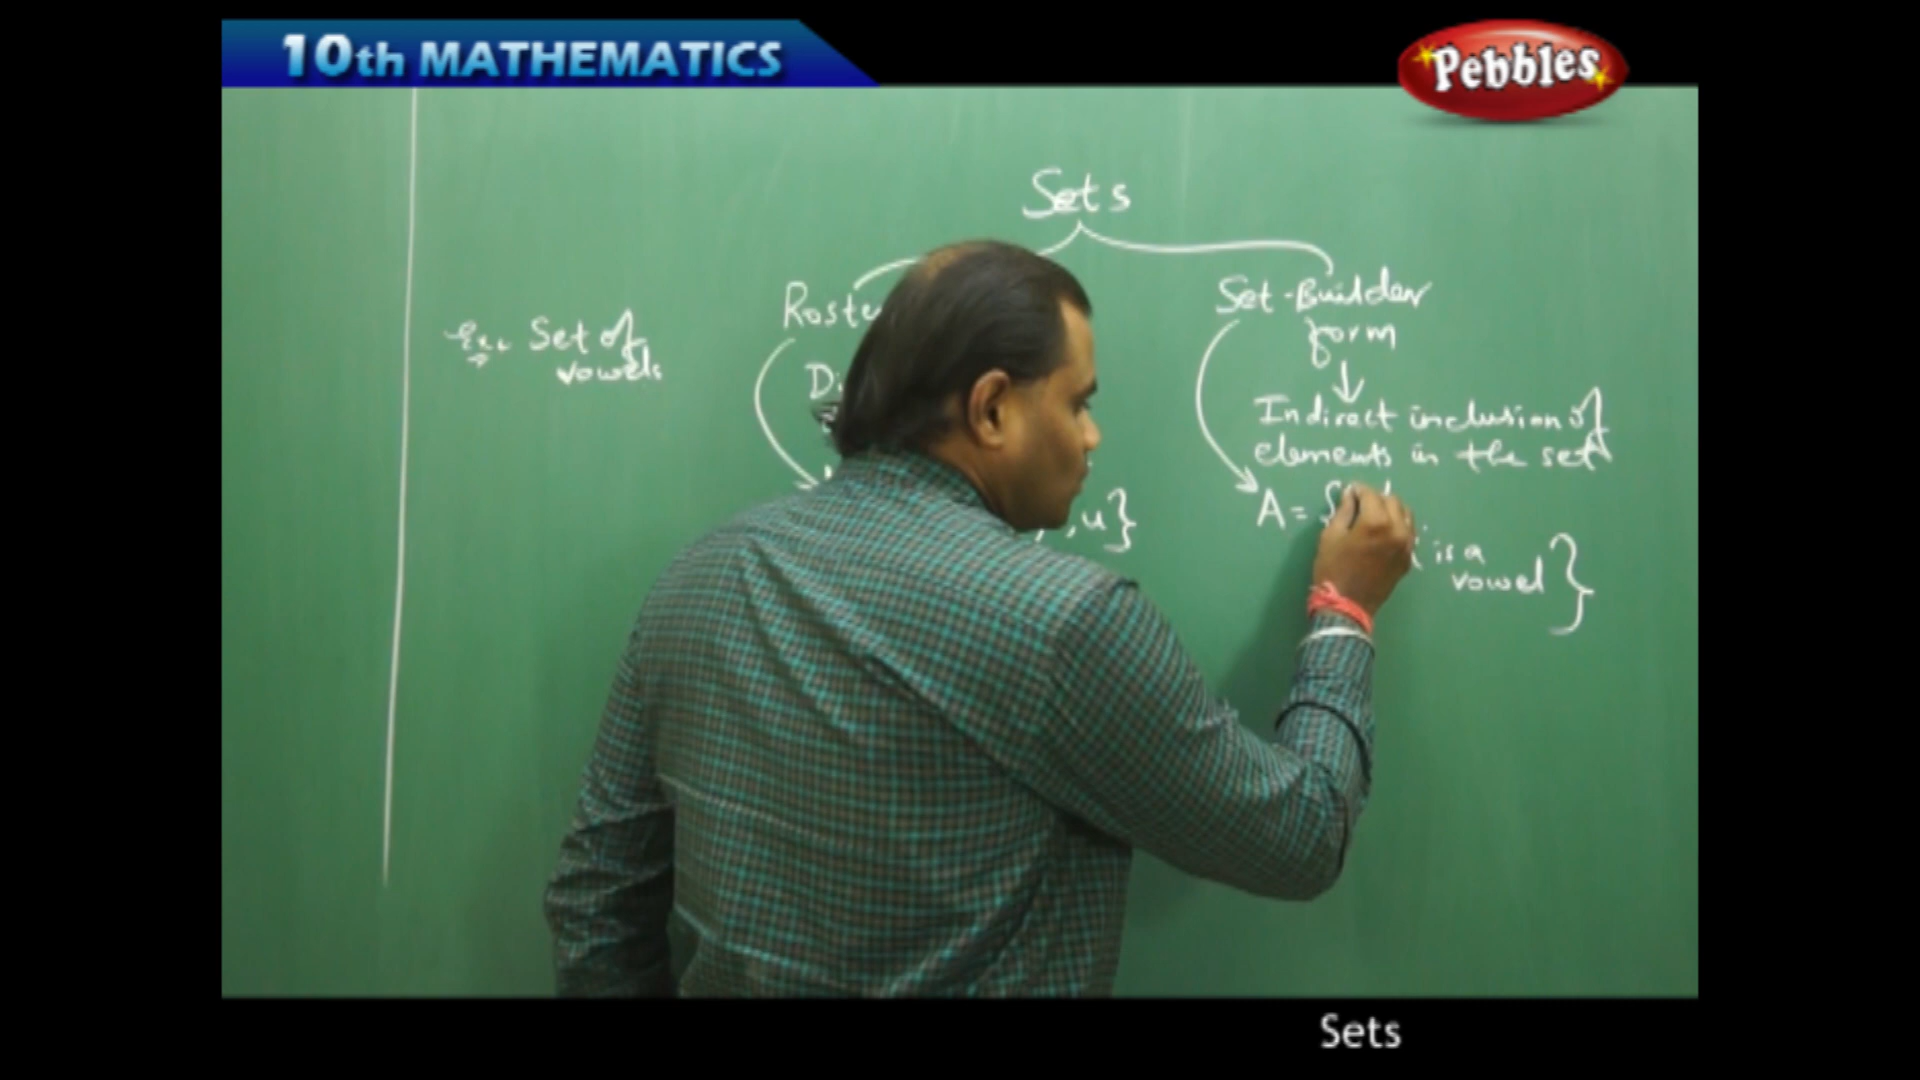 10th MATHEMATICS
Pebbles
Sets
Set-Builder
form
Ex. Set of
vowels
Indirect inclusion of
elements in the set
, u}
A = {
is a
vowel }
Sets